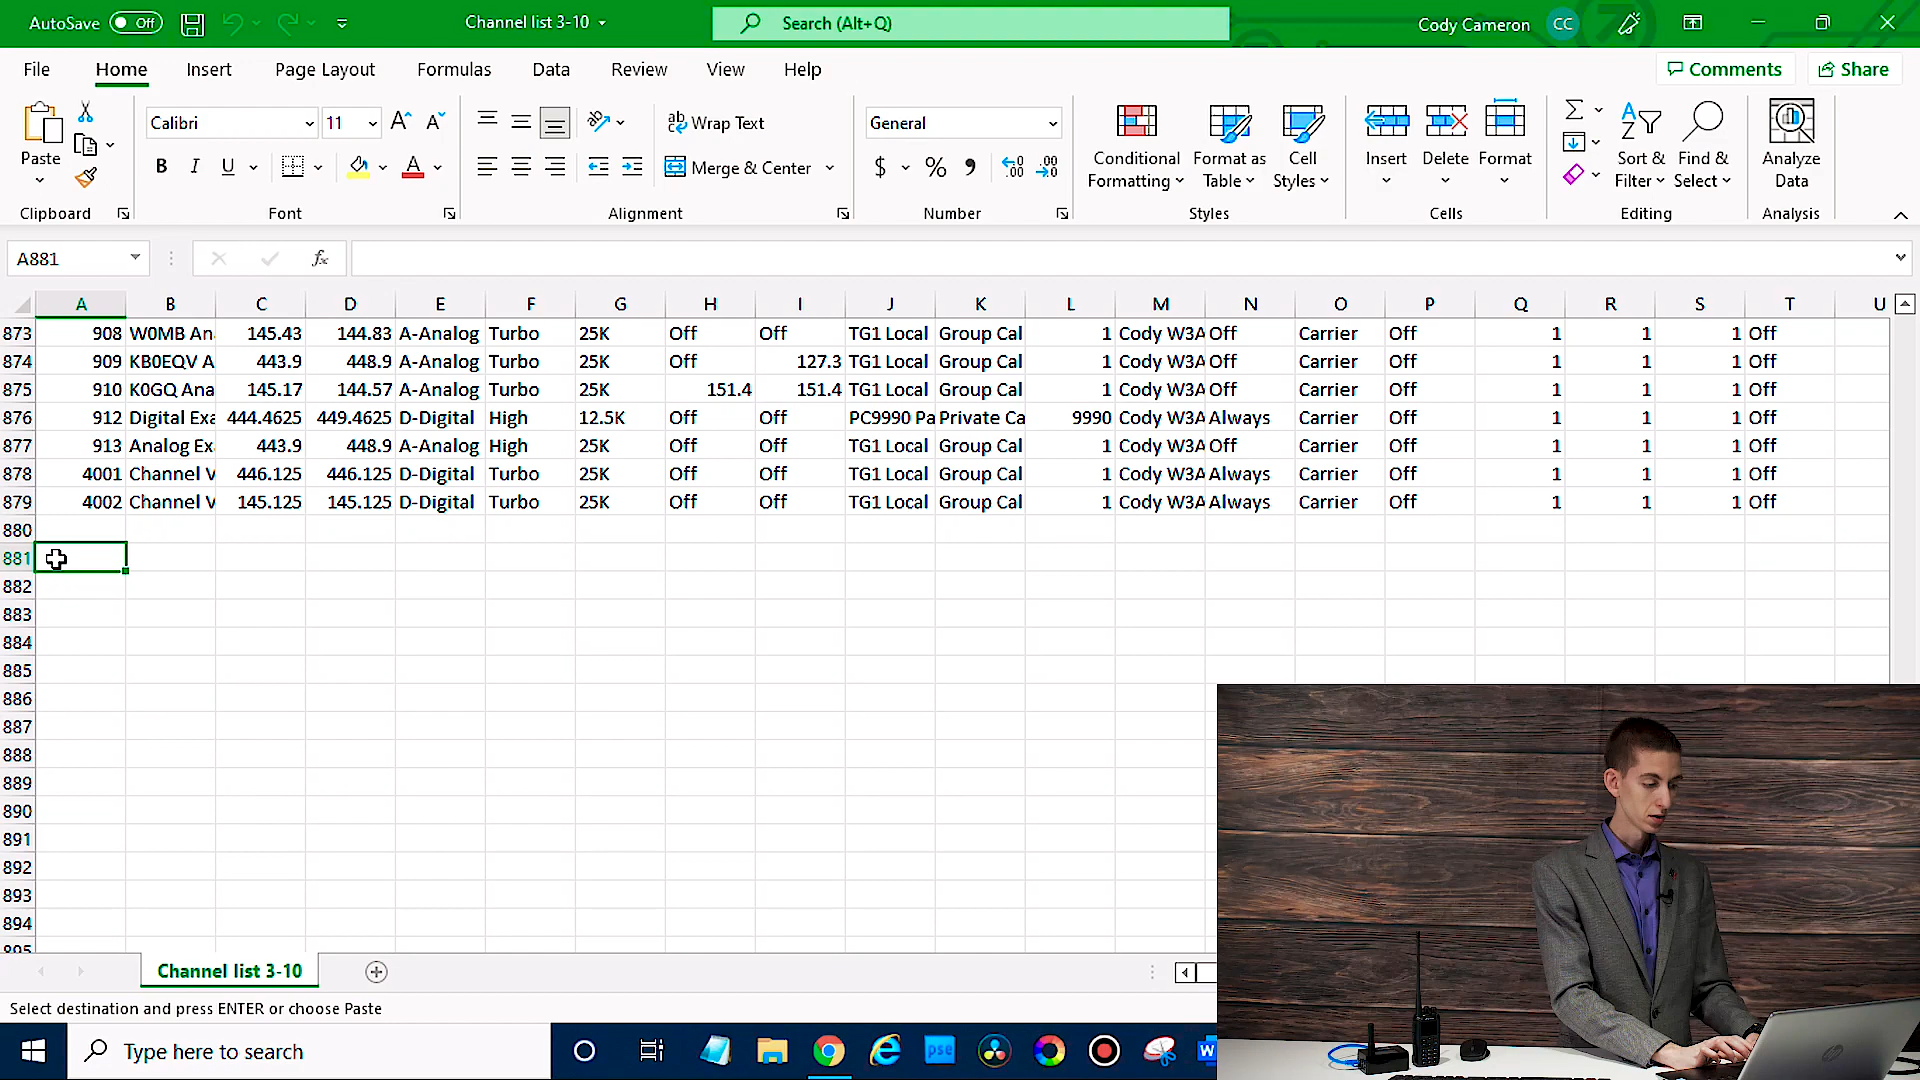 AutoSave Off Channel list 3-10 Search (Alt+Q) Cody Cameron CC
File Home Insert Page Layout Formulas Data Review View Help Comments Share
Calibri 11 Wrap Text General
Paste B I U Merge & Center $ % Conditional Formatting Format as Table Cell Styles Insert Delete Format Sort & Filter Find & Select Analyze Data
Clipboard Font Alignment Number Styles Cells Editing Analysis
A881 fx
A B C D E F G H I J K L M N O P Q R S T U
873 908 W0MB An 145.43 144.83 A-Analog Turbo 25K Off Off TG1 Local Group Cal 1 Cody W3A Off Carrier Off 1 1 1 Off
874 909 KB0EQV A 443.9 448.9 A-Analog Turbo 25K Off 127.3 TG1 Local Group Cal 1 Cody W3A Off Carrier Off 1 1 1 Off
875 910 K0GQ Ana 145.17 144.57 A-Analog Turbo 25K 151.4 151.4 TG1 Local Group Cal 1 Cody W3A Off Carrier Off 1 1 1 Off
876 912 Digital Exa 444.4625 449.4625 D-Digital High 12.5K Off Off PC9990 Pa Private Ca 9990 Cody W3A Always Carrier Off 1 1 1 Off
877 913 Analog Ex 443.9 448.9 A-Analog High 25K Off Off TG1 Local Group Cal 1 Cody W3A Off Carrier Off 1 1 1 Off
878 4001 Channel V 446.125 446.125 D-Digital Turbo 25K Off Off TG1 Local Group Cal 1 Cody W3A Always Carrier Off 1 1 1 Off
879 4002 Channel V 145.125 145.125 D-Digital Turbo 25K Off Off TG1 Local Group Cal 1 Cody W3A Always Carrier Off 1 1 1 Off
880
881
882
883
884
885
886
887
888
889
890
891
892
893
894
895
Channel list 3-10
Select destination and press ENTER or choose Paste
Type here to search pse W